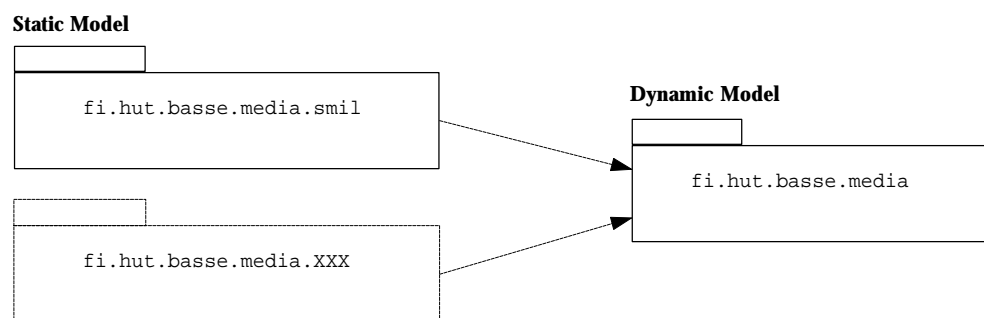 Static Model
fi.hut.basse.media.smil
Dynamic Model
fi.hut.basse.media
fi.hut.basse.media.XXX